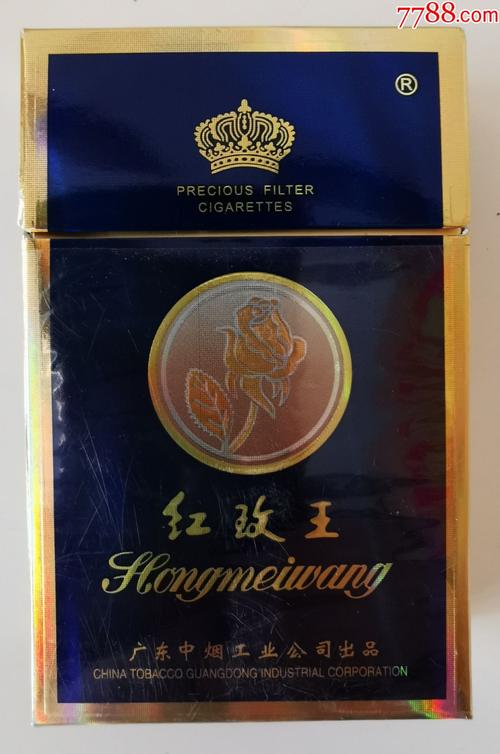 7788.com
®
PRECIOUS FILTER
CIGARETTES
红玫王
Hongmeiwang
广东中烟工业公司出品
CHINA TOBACCO GUANGDONG INDUSTRIAL CORPORATION